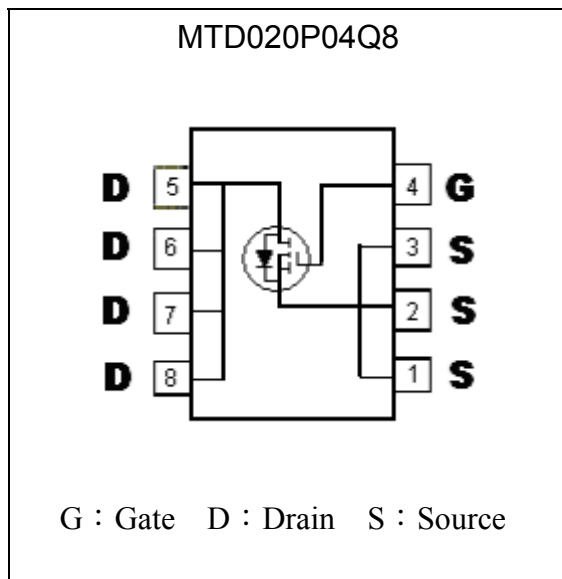 MTD020P04Q8
D 5 4 G
D 6 3 S
D 7 2 S
D 8 1 S
G：Gate D：Drain S：Source